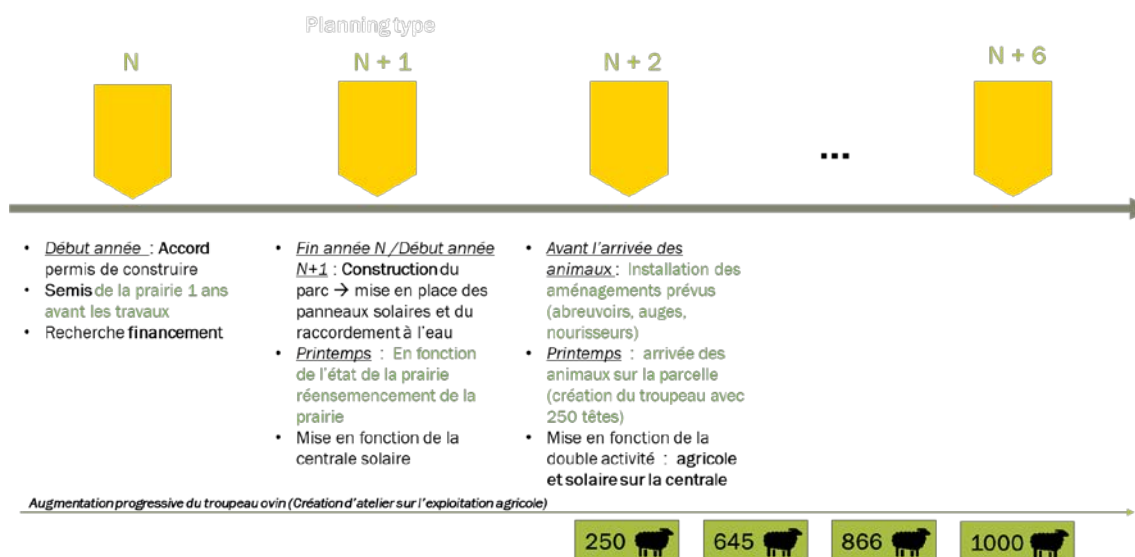 Planning type
N
N + 1
N + 2
N + 6
...
• Début année : Accord
permis de construire
• Semis de la prairie 1 ans
avant les travaux
• Recherche financement
• Fin année N /Début année
N+1 : Construction du
parc → mise en place des
panneaux solaires et du
raccordement à l'eau
• Printemps : En fonction
de l'état de la prairie
réensemencement de la
prairie
• Mise en fonction de la
centrale solaire
• Avant l'arrivée des
animaux : Installation des
aménagements prévus
(abreuvoirs, auges,
nourisseurs)
• Printemps : arrivée des
animaux sur la parcelle
(création du troupeau avec
250 têtes)
• Mise en fonction de la
double activité : agricole
et solaire sur la centrale
Augmentation progressive du troupeau ovin (Création d'atelier sur l'exploitation agricole)
250
645
866
1000